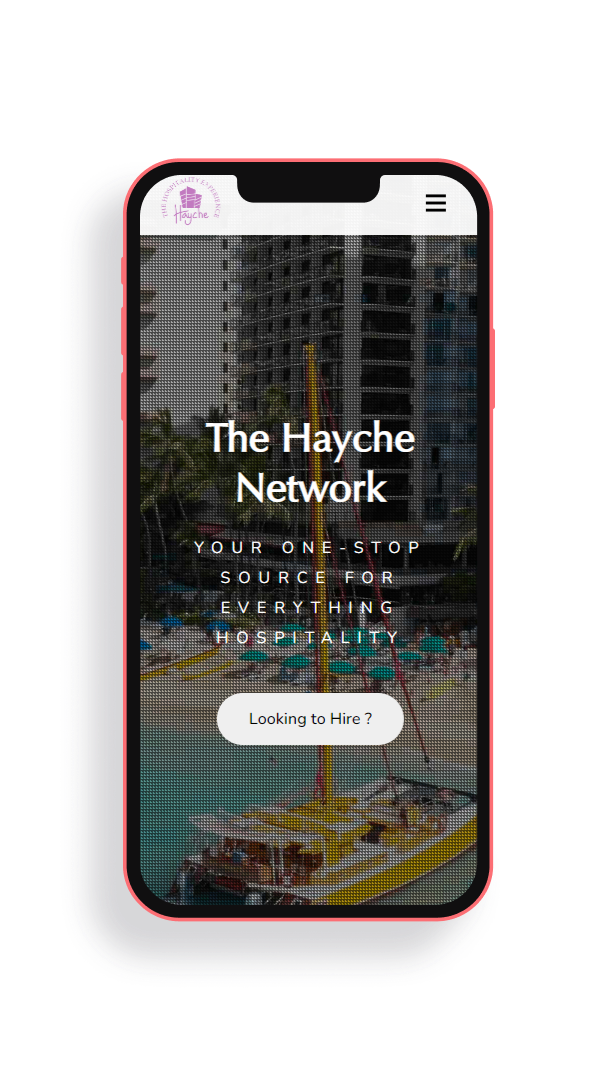 THE HOSPITALITY EXPERIENCE
Hayche
The Hayche
Network
YOUR ONE-STOP
SOURCE FOR
EVERYTHING
HOSPITALITY
Looking to Hire ?